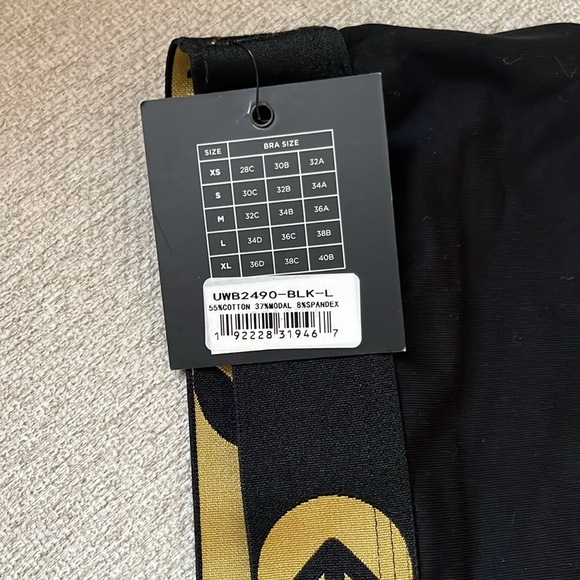 SIZE BRA SIZE
XS 28C 30B 32A
S 30C 32B 34A
M 32C 34B 36A
L 34D 36C 38B
XL 36D 38C 40B
UWB2490-BLK-L
55%COTTON 37%MODAL 8%SPANDEX
1 92228 31946 7